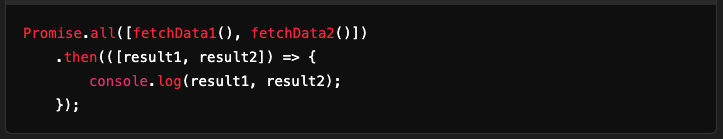 Promise.all([fetchData1(), fetchData2()])
    .then(([result1, result2]) => {
        console.log(result1, result2);
    });